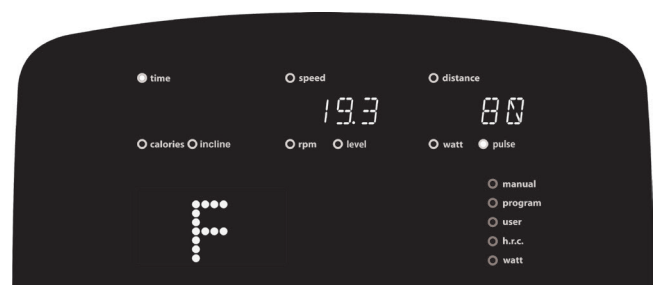 time speed distance
19.3 80
calories incline rpm level watt pulse
manual
program
user
h.r.c.
watt
F